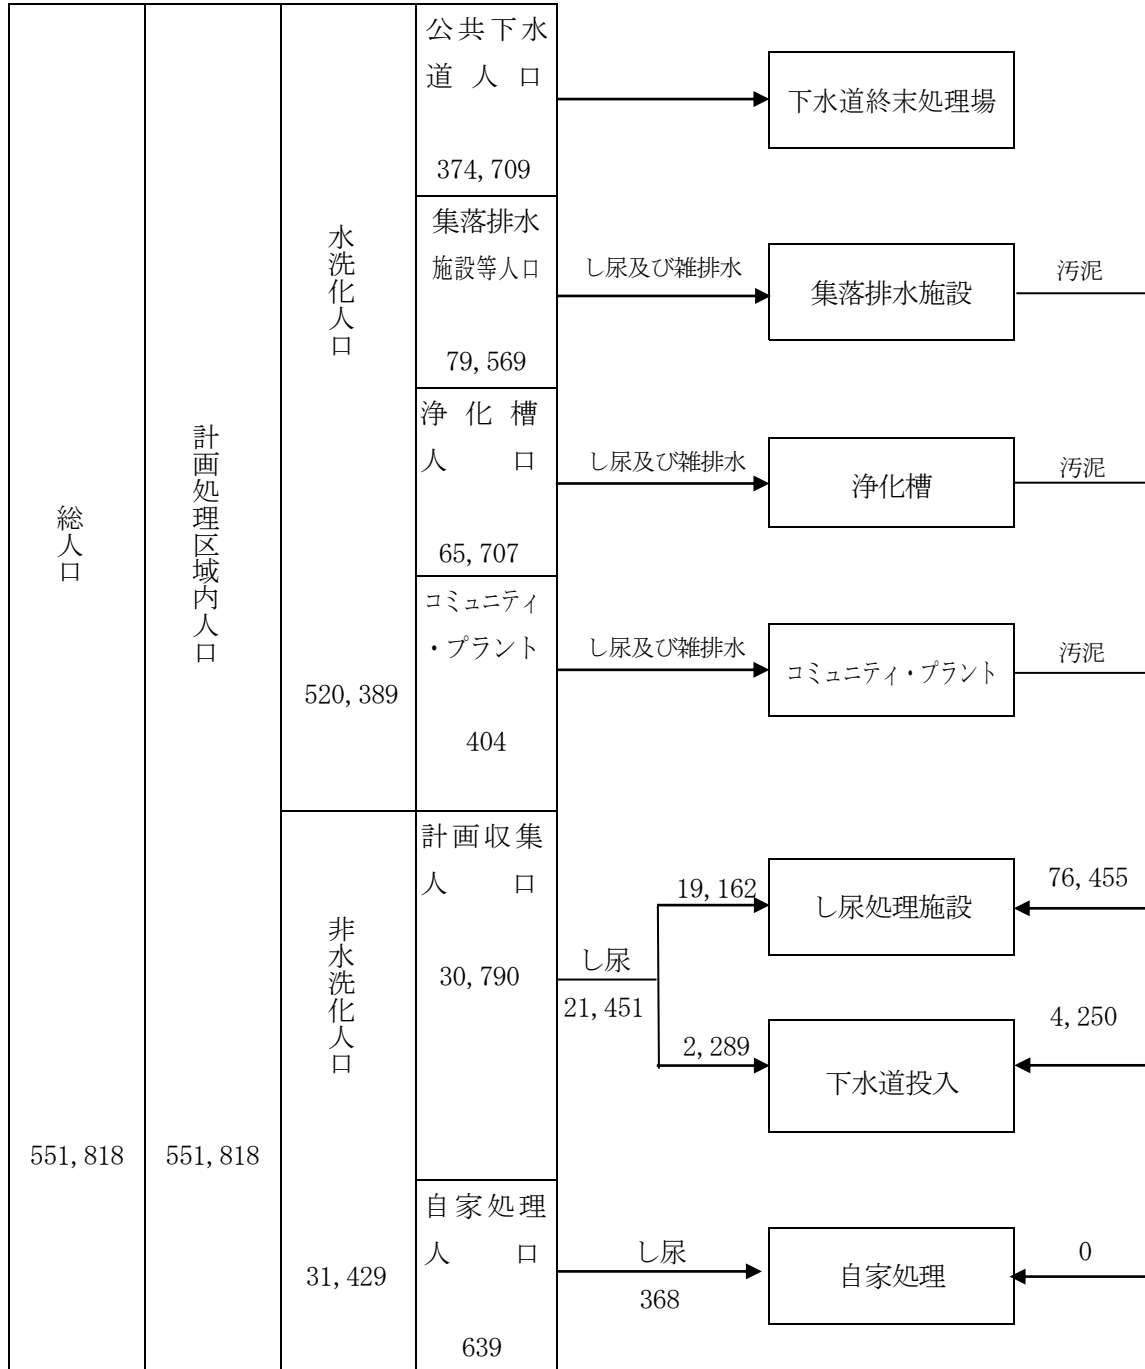 総人口
551,818
計画処理区域内人口
551,818
水洗化人口
520,389
非水洗化人口
31,429
公共下水
道人口
374,709
集落排水
施設等人口
79,569
浄化槽
人口
65,707
コミュニティ
・プラント
404
計画収集
人口
30,790
自家処理
人口
639
下水道終末処理場
し尿及び雑排水
集落排水施設
汚泥
し尿及び雑排水
浄化槽
汚泥
し尿及び雑排水
コミュニティ・プラント
汚泥
し尿
21,451
19,162
し尿処理施設
76,455
2,289
下水道投入
4,250
し尿
368
自家処理
0